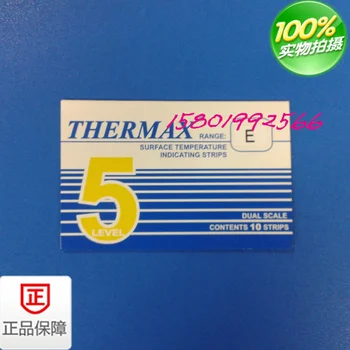 100%
实物拍摄
THERMAX
15801992566
RANGE:
E
SURFACE TEMPERATURE
INDICATING STRIPS
5
LEVEL
DUAL SCALE
CONTENTS 10 STRIPS
正
正品保障